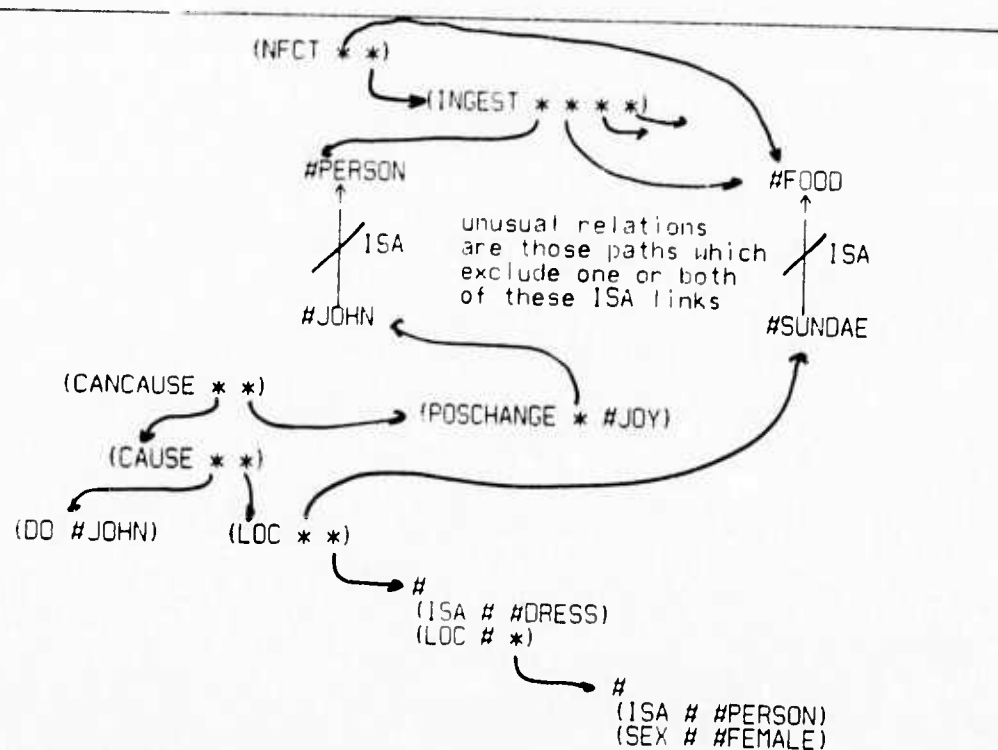 (NFCT * *)
(INGEST * * * *)
#PERSON
#FOOD
unusual relations
are those paths which
exclude one or both
of these ISA links
ISA
ISA
#JOHN
#SUNDAE
(CANCAUSE * *)
(POSCHANGE * #JOY)
(CAUSE * *)
(DO #JOHN)
(LOC * *)
#
(ISA # #DRESS)
(LOC # *)
#
(ISA # #PERSON)
(SEX # #FEMALE)